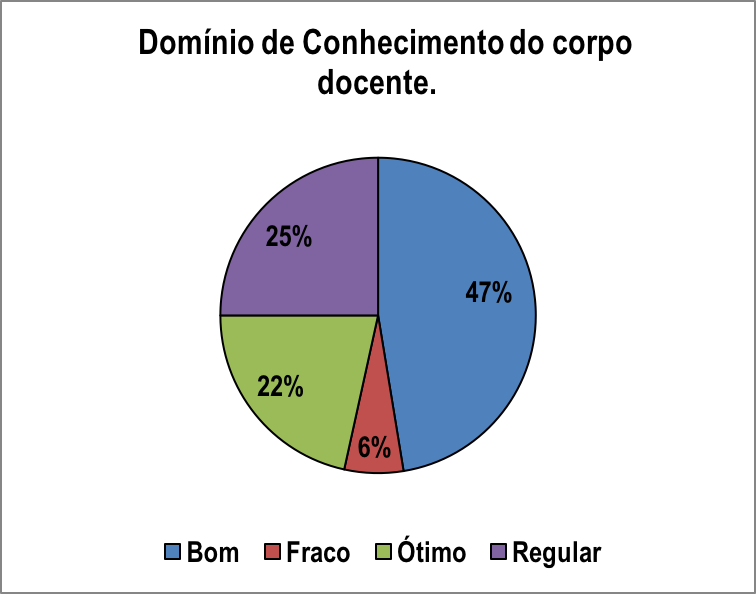 Domínio de Conhecimento do corpo
docente.
25%
47%
22%
6%
Bom Fraco Ótimo Regular